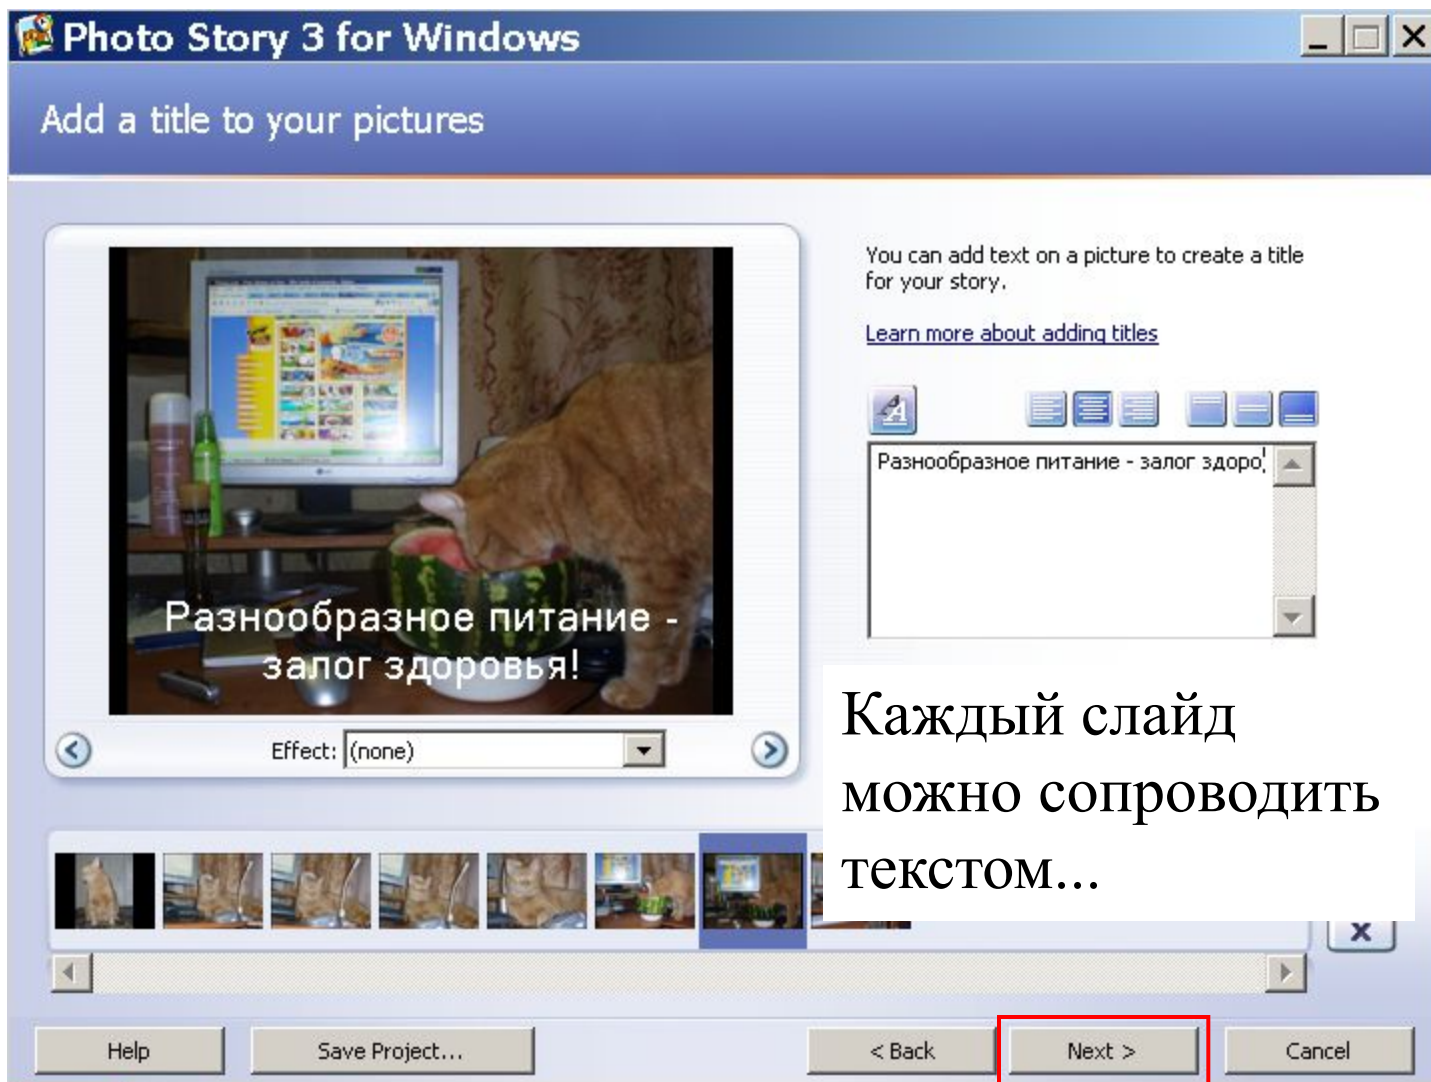 Photo Story 3 for Windows
Add a title to your pictures
You can add text on a picture to create a title
for your story.
Learn more about adding titles
A
Разнообразное питание - залог здоро
Разнообразное питание -
залог здоровья!
Effect: (none)
Каждый слайд
можно сопроводить
текстом...
Help
Save Project...
< Back
Next >
Cancel